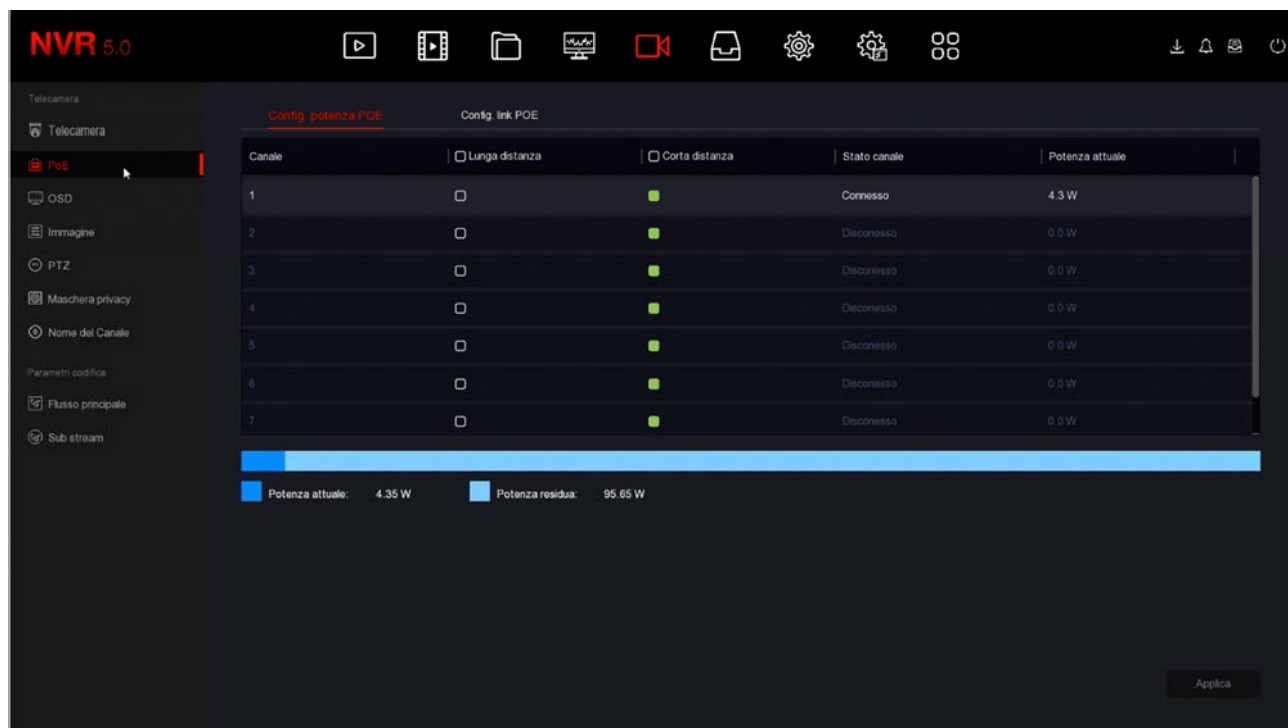 NVR 5.0
Telecamera
Telecamera
PoE
OSD
Immagine
PTZ
Maschera privacy
Nome del Canale
Parametri codifica
Flusso principale
Sub stream
Config. potenza POE Config. link POE
Canale Lunga distanza Corta distanza Stato canale Potenza attuale
1 Connesso 4.3 W
2 Disconesso 0.0 W
3 Disconesso 0.0 W
4 Disconesso 0.0 W
5 Disconesso 0.0 W
6 Disconesso 0.0 W
7 Disconesso 0.0 W
Potenza attuale: 4.35 W Potenza residua: 95.65 W
Applica